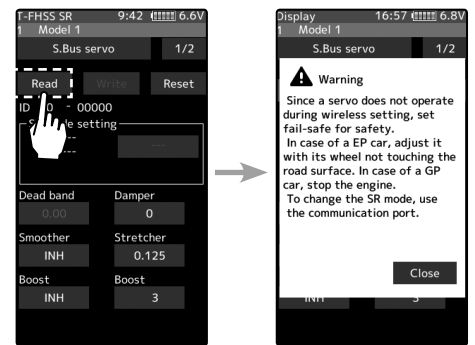 T-FHSS SR 9:42 6.6V
1 Model 1
S.Bus servo 1/2
Read Write Reset
ID 0 - 00000
setting
---
Dead band Damper
0.00 0
Smoother Stretcher
INH 0.125
Boost Boost
INH 3
Display 16:57 6.8V
1 Model 1
S.Bus servo 1/2
Warning
Since a servo does not operate
during wireless setting, set
fail-safe for safety.
In case of a EP car, adjust it
with its wheel not touching the
road surface. In case of a GP
car, stop the engine.
To change the SR mode, use
the communication port.
Close
INH 3